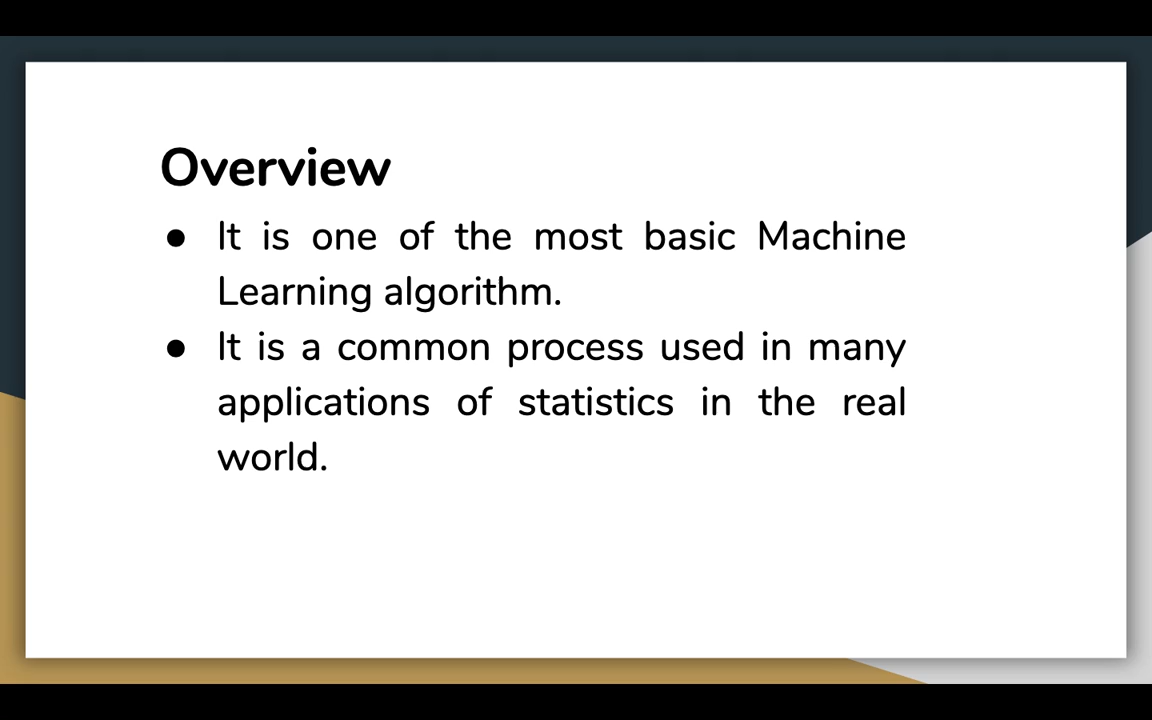 Overview
● It is one of the most basic Machine
Learning algorithm.
● It is a common process used in many
applications of statistics in the real
world.